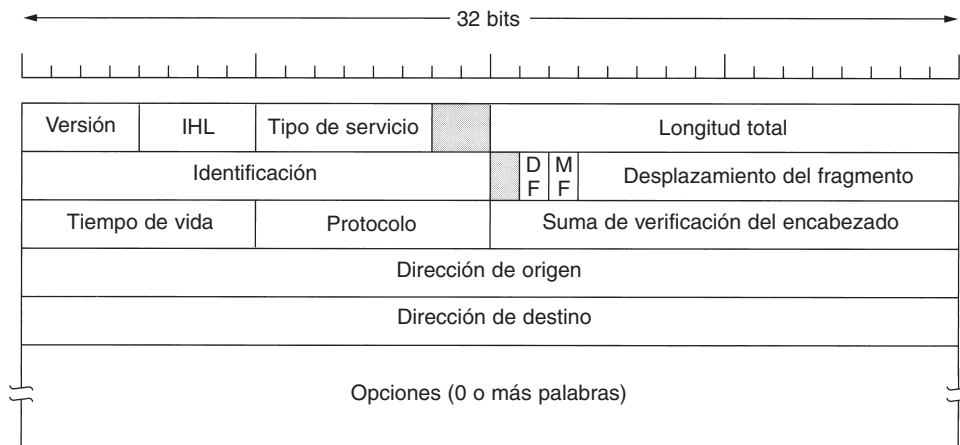 32 bits
Versión IHL Tipo de servicio Longitud total
Identificación D F M F Desplazamiento del fragmento
Tiempo de vida Protocolo Suma de verificación del encabezado
Dirección de origen
Dirección de destino
Opciones (0 o más palabras)